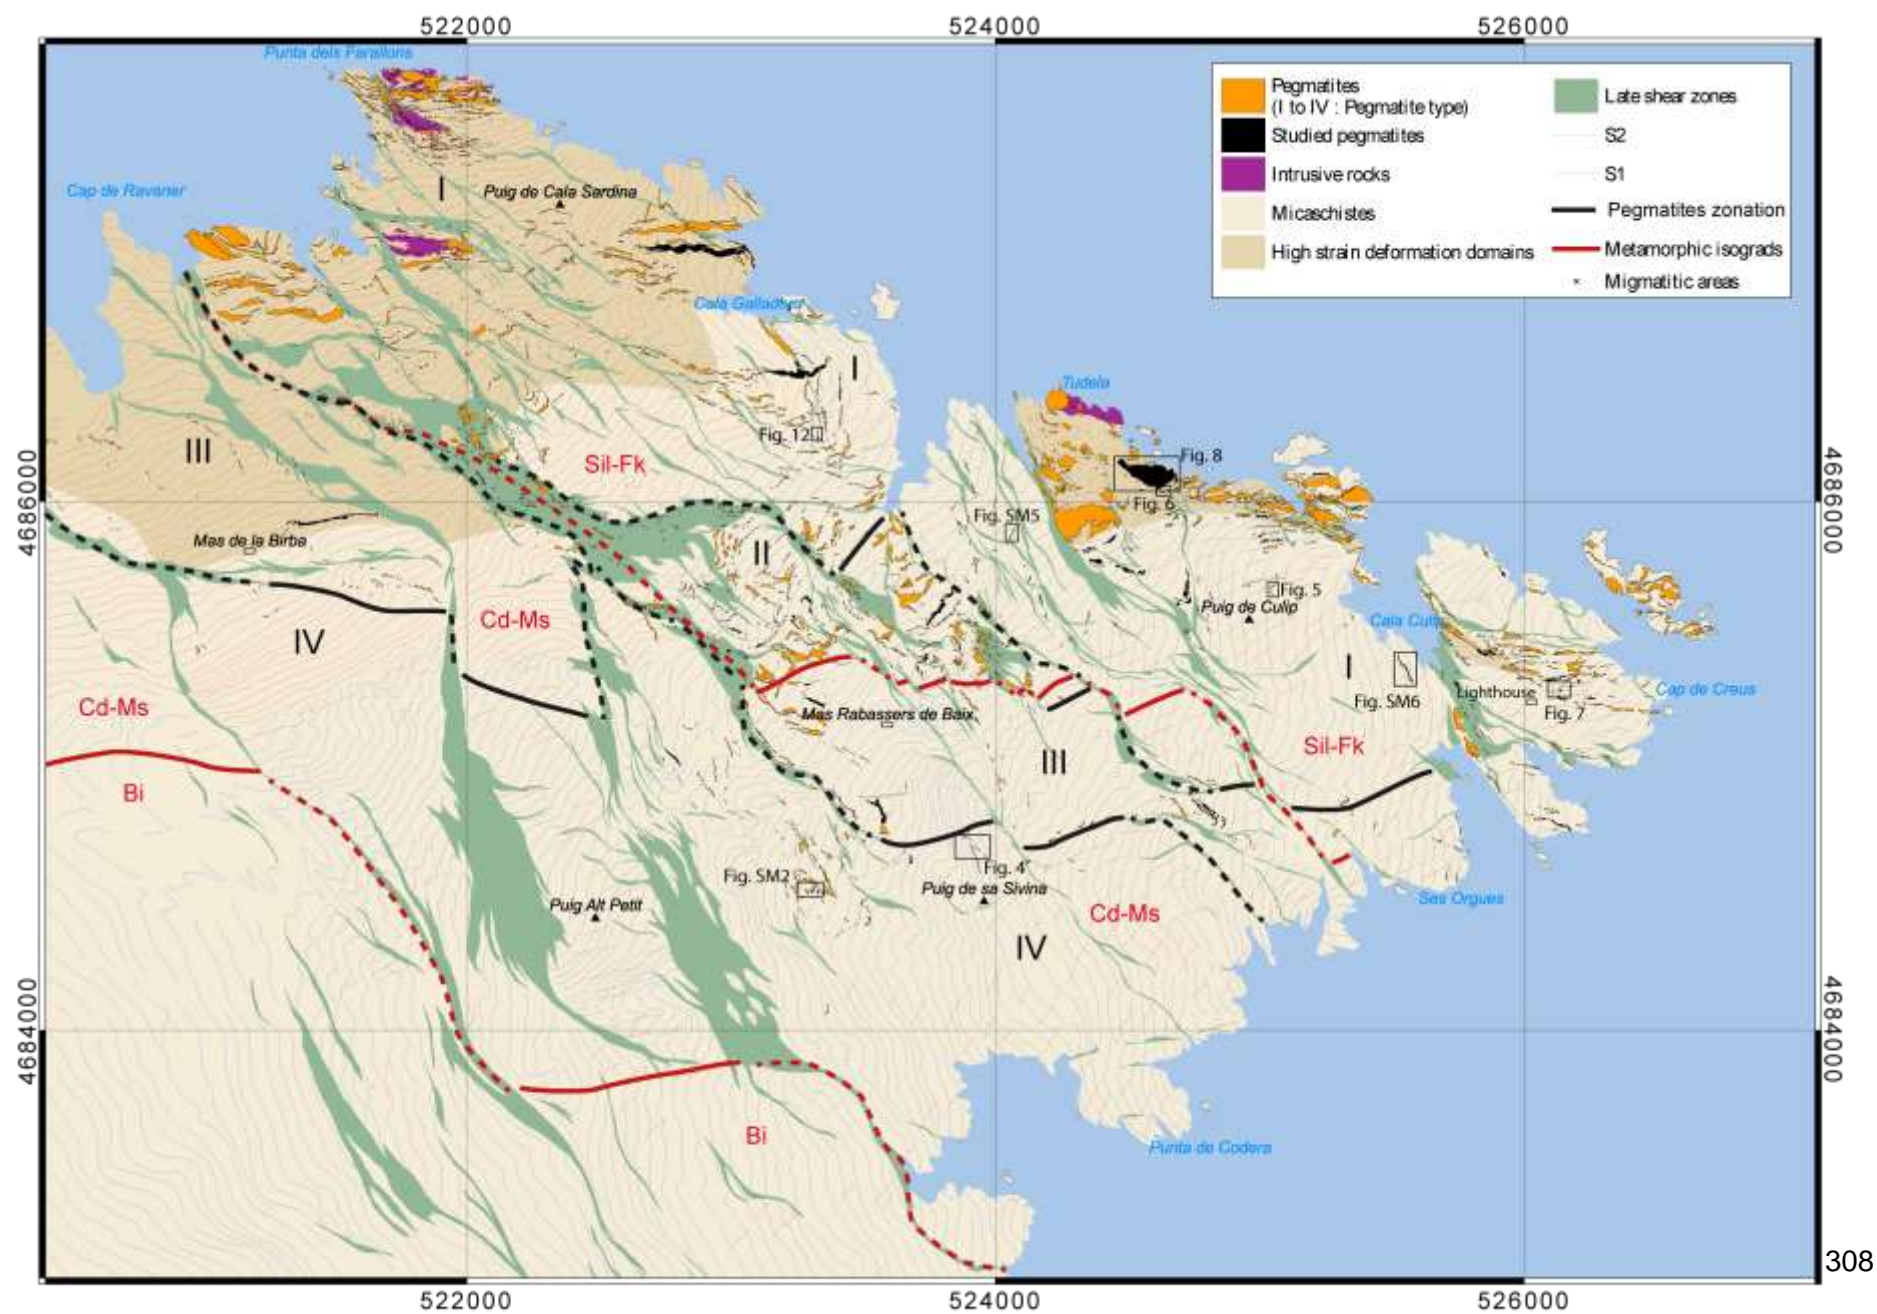 522000
524000
526000
Punta dels Farallons
Pegmatites
(I to IV : Pegmatite type)
Late shear zones
Studied pegmatites
S2
Intrusive rocks
S1
Micaschistes
Pegmatites zonation
High strain deformation domains
Metamorphic isograds
Migmatitic areas
Cap de Ravaner
I
Puig de Cala Sardina
Cala Galladera
I
Tudela
Fig. 12
III
Sil-Fk
Fig. 8
4686000
4686000
Fig. 6
Fig. SM5
Mas de la Birba
II
Fig. 5
Puig de Culip
Cd-Ms
Cala Culip
IV
I
Fig. SM6
Lighthouse
Cap de Creus
Fig. 7
Cd-Ms
Mas Rabassers de Baix
Sil-Fk
III
Bi
Fig. 4
Fig. SM2
Puig de sa Sivina
Ses Orgues
Puig Alt Petit
Cd-Ms
IV
IV
4684000
4684000
Bi
Punta de Codera
308
522000
524000
526000